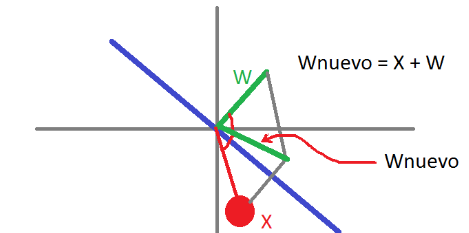 Wnuevo = X + W
W
Wnuevo
X